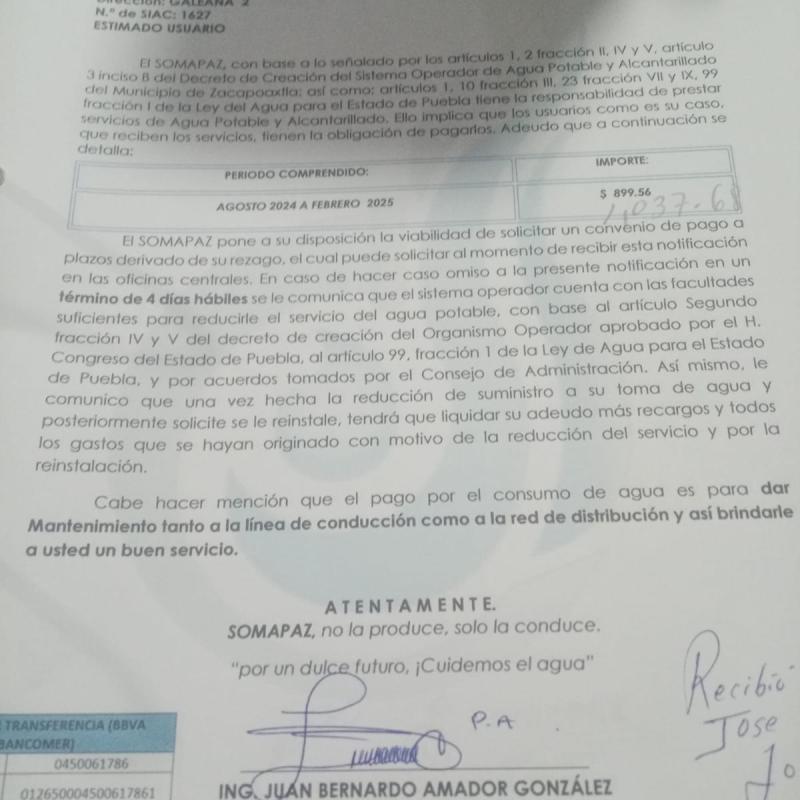 Dirección: GALEANA 2
N.° de SIAC: 1627
ESTIMADO USUARIO
El SOMAPAZ, con base a lo señalado por los artículos 1, 2 fracción II, IV y V, artículo
3 inciso B del Decreto de Creación del Sistema Operador de Agua Potable y Alcantarillado
del Municipio de Zacapoaxtla; así como; artículos 1, 10 fracción III, 23 fracción VII y IX, 99
fracción I de la Ley del Agua para el Estado de Puebla tiene la responsabilidad de prestar
servicios de Agua Potable y Alcantarillado. Ello implica que los usuarios como es su caso,
que reciben los servicios, tienen la obligación de pagarlos. Adeudo que a continuación se
detalla:
PERIODO COMPRENDIDO: IMPORTE:
AGOSTO 2024 A FEBRERO 2025 $ 899.56
1,037.68
El SOMAPAZ pone a su disposición la viabilidad de solicitar un convenio de pago a
plazos derivado de su rezago, el cual puede solicitar al momento de recibir esta notificación
en las oficinas centrales. En caso de hacer caso omiso a la presente notificación en un
término de 4 días hábiles se le comunica que el sistema operador cuenta con las facultades
suficientes para reducirle el servicio del agua potable, con base al artículo Segundo
fracción IV y V del decreto de creación del Organismo Operador aprobado por el H.
Congreso del Estado de Puebla, al artículo 99, fracción 1 de la Ley de Agua para el Estado
de Puebla, y por acuerdos tomados por el Consejo de Administración. Así mismo, le
comunico que una vez hecha la reducción de suministro a su toma de agua y
posteriormente solicite se le reinstale, tendrá que liquidar su adeudo más recargos y todos
los gastos que se hayan originado con motivo de la reducción del servicio y por la
reinstalación.
Cabe hacer mención que el pago por el consumo de agua es para dar
Mantenimiento tanto a la línea de conducción como a la red de distribución y así brindarle
a usted un buen servicio.
ATENTAMENTE.
SOMAPAZ, no la produce, solo la conduce.
"por un dulce futuro, ¡Cuidemos el agua"
Recibió
Jose
P.A
TRANSFERENCIA (BBVA
BANCOMER)
0450061786
012650004500617861
ING. JUAN BERNARDO AMADOR GONZÁLEZ